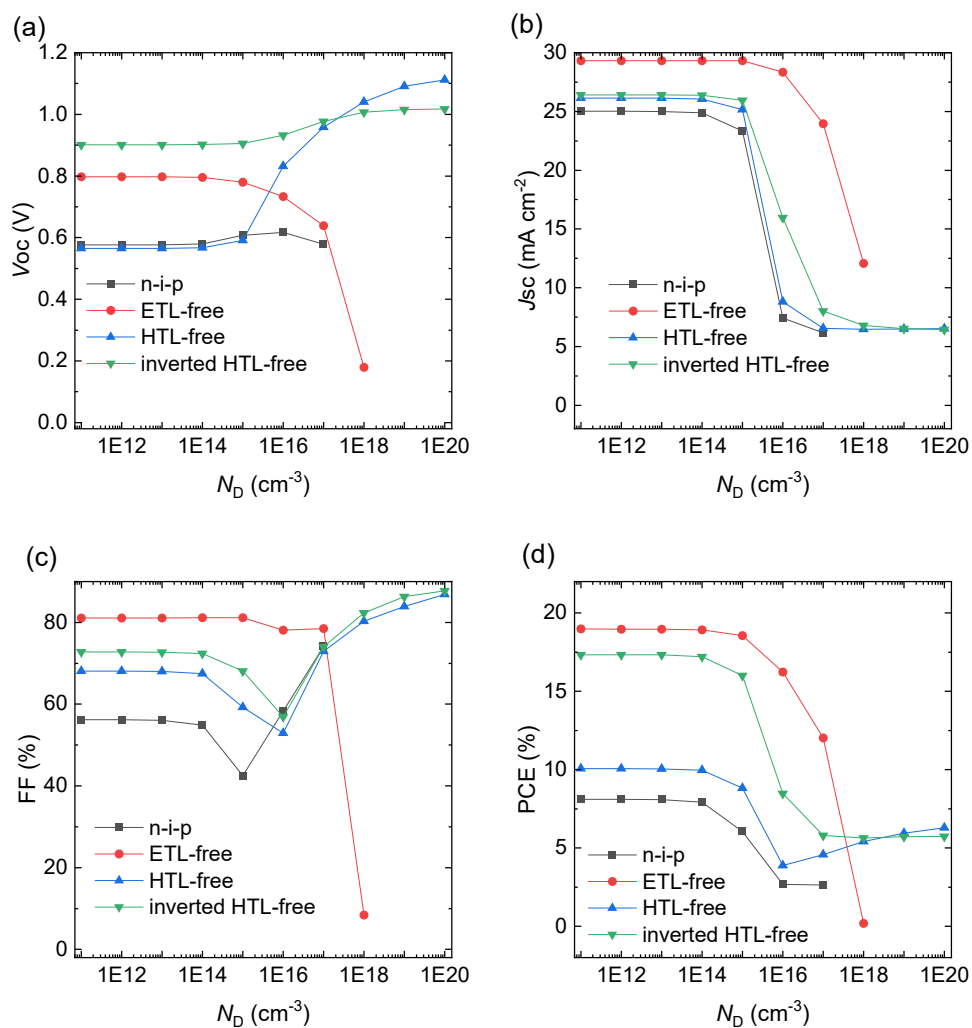 (a)
1.2
1.0
0.8
0.6
0.4
0.2
0.0
Voc (V)
n-i-p
ETL-free
HTL-free
inverted HTL-free
1E12 1E14 1E16 1E18 1E20
N_D (cm⁻³)
(b)
30
25
20
15
10
5
0
Jsc (mA cm⁻²)
n-i-p
ETL-free
HTL-free
inverted HTL-free
1E12 1E14 1E16 1E18 1E20
N_D (cm⁻³)
(c)
80
60
40
20
0
FF (%)
n-i-p
ETL-free
HTL-free
inverted HTL-free
1E12 1E14 1E16 1E18 1E20
N_D (cm⁻³)
(d)
20
15
10
5
0
PCE (%)
n-i-p
ETL-free
HTL-free
inverted HTL-free
1E12 1E14 1E16 1E18 1E20
N_D (cm⁻³)